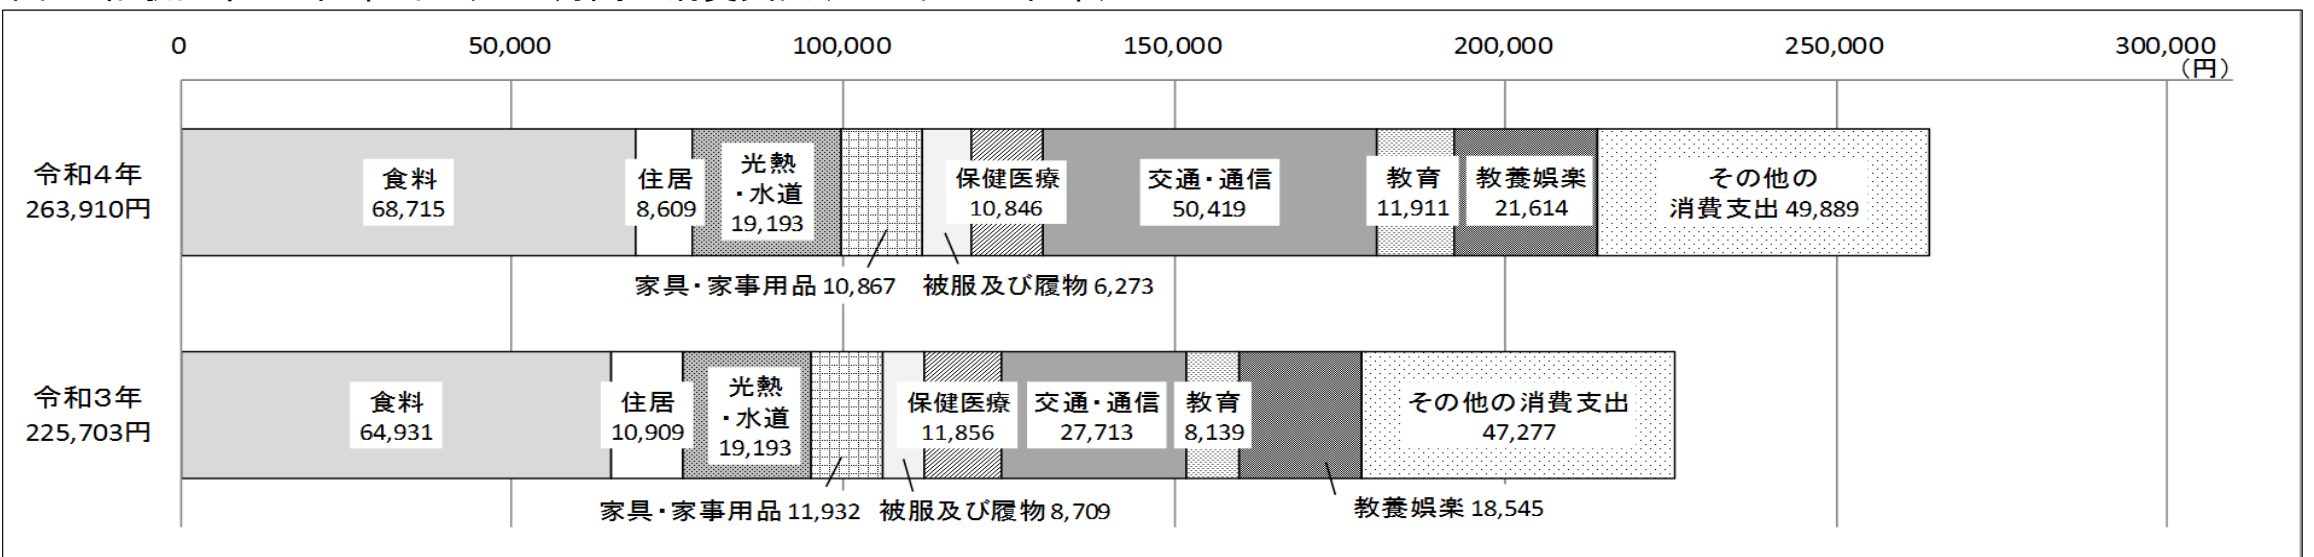 0 50,000 100,000 150,000 200,000 250,000 300,000
(円)
令和4年
263,910円
食料
68,715
住居
8,609
光熱
・水道
19,193
保健医療
10,846
交通・通信
50,419
教育
11,911
教養娯楽
21,614
その他の
消費支出 49,889
家具・家事用品 10,867 被服及び履物 6,273
令和3年
225,703円
食料
64,931
住居
10,909
光熱
・水道
19,193
保健医療
11,856
交通・通信
27,713
教育
8,139
その他の消費支出
47,277
家具・家事用品 11,932 被服及び履物 8,709
教養娯楽 18,545